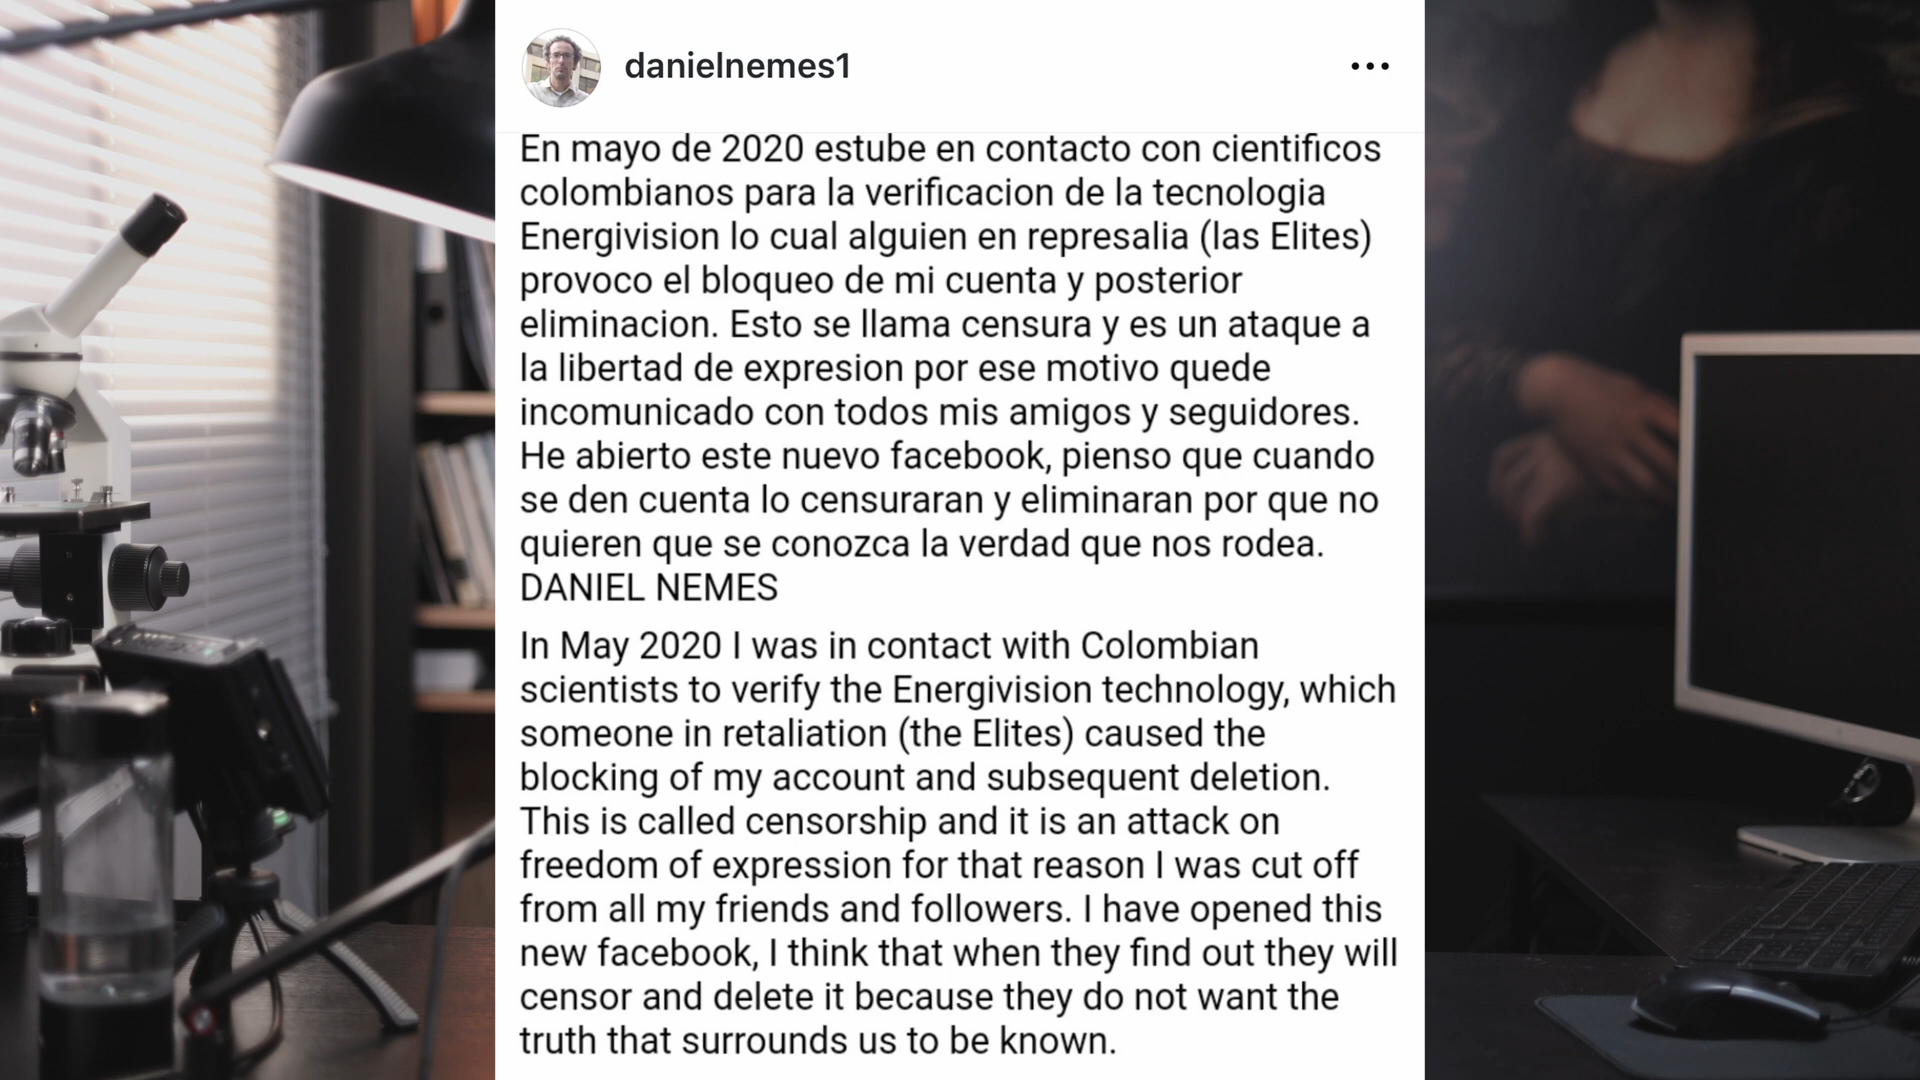 danielnemes1
En mayo de 2020 estube en contacto con cientificos
colombianos para la verificacion de la tecnologia
Energivision lo cual alguien en represalia (las Elites)
provoco el bloqueo de mi cuenta y posterior
eliminacion. Esto se llama censura y es un ataque a
la libertad de expresion por ese motivo quede
incomunicado con todos mis amigos y seguidores.
He abierto este nuevo facebook, pienso que cuando
se den cuenta lo censuraran y eliminaran por que no
quieren que se conozca la verdad que nos rodea.
DANIEL NEMES
In May 2020 I was in contact with Colombian
scientists to verify the Energivision technology, which
someone in retaliation (the Elites) caused the
blocking of my account and subsequent deletion.
This is called censorship and it is an attack on
freedom of expression for that reason I was cut off
from all my friends and followers. I have opened this
new facebook, I think that when they find out they will
censor and delete it because they do not want the
truth that surrounds us to be known.